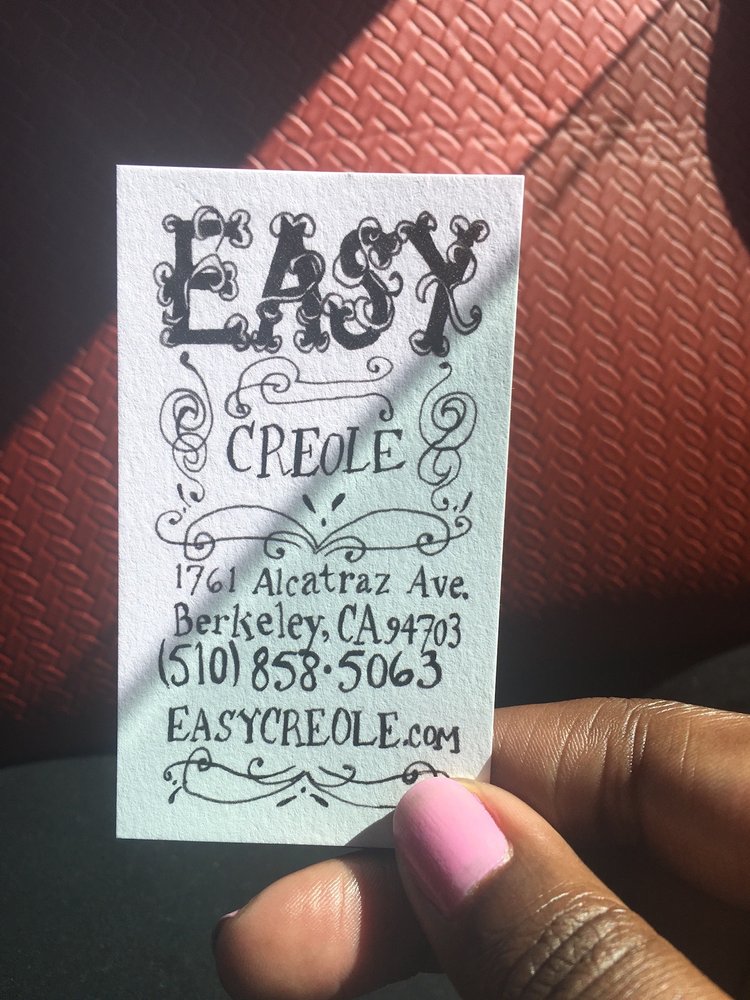 EASY
CREOLE
1761 Alcatraz Ave.
Berkeley, CA 94703
(510) 858·5063
EASYCREOLE.COM